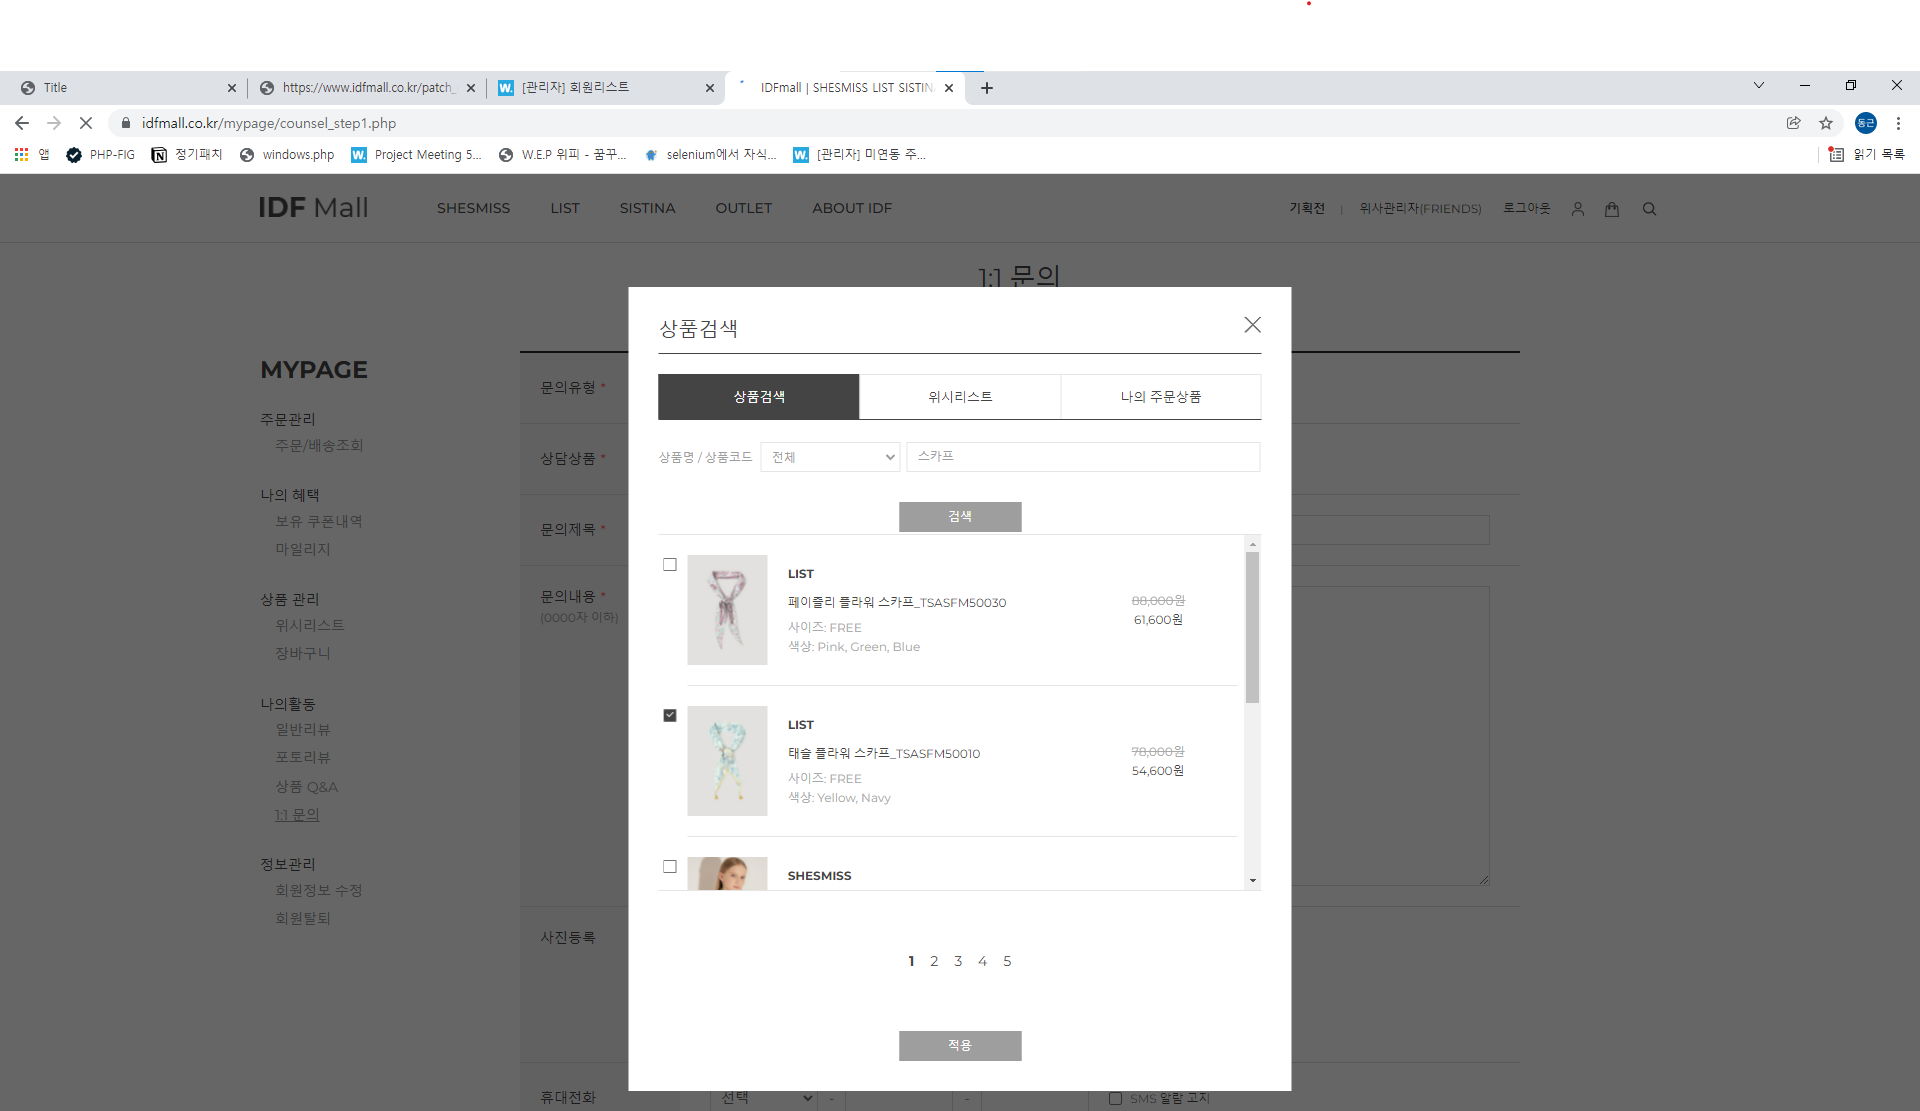 Title
https://www.idfmall.co.kr/patch_
[관리자] 회원리스트
IDFmall | SHESMISS LIST SISTIN
idfmall.co.kr/mypage/counsel_step1.php
동근
앱
PHP-FIG
정기패치
windows.php
Project Meeting 5...
W.E.P 위피 - 꿈꾸...
selenium에서 자식...
[관리자] 미연동 주...
읽기 목록
IDF Mall
SHESMISS
LIST
SISTINA
OUTLET
ABOUT IDF
기획전
위사관리자(FRIENDS)
로그아웃
1:1 문의
MYPAGE
주문관리
주문/배송조회
나의 혜택
보유 쿠폰내역
마일리지
상품 관리
위시리스트
장바구니
나의활동
일반리뷰
포토리뷰
상품 Q&A
1:1 문의
정보관리
회원정보 수정
회원탈퇴
문의유형 *
상담상품 *
문의제목 *
문의내용 *
(0000자 이하)
사진등록
휴대전화
선택
-
-
SMS 알람 고지
상품검색
상품검색
위시리스트
나의 주문상품
상품명 / 상품코드
전체
스카프
검색
LIST
페이즐리 플라워 스카프_TSASFM50030
사이즈: FREE
색상: Pink, Green, Blue
88,000원
61,600원
LIST
태슬 플라워 스카프_TSASFM50010
사이즈: FREE
색상: Yellow, Navy
78,000원
54,600원
SHESMISS
1 2 3 4 5
적용